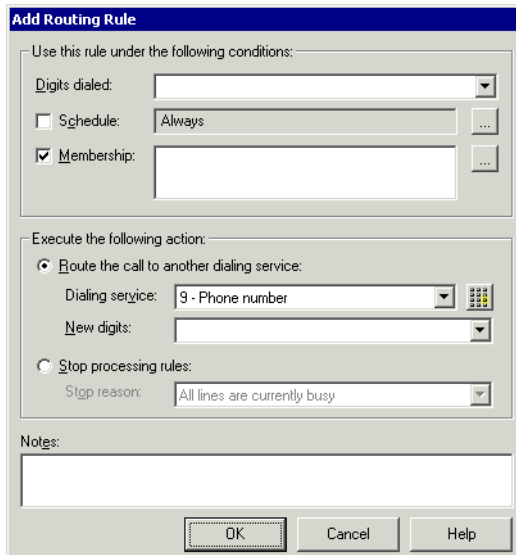 Add Routing Rule
Use this rule under the following conditions:
Digits dialed:
Schedule: Always ...
Membership: ...
Execute the following action:
Route the call to another dialing service:
Dialing service: 9 - Phone number
New digits:
Stop processing rules:
Stop reason: All lines are currently busy
Notes:
OK Cancel Help